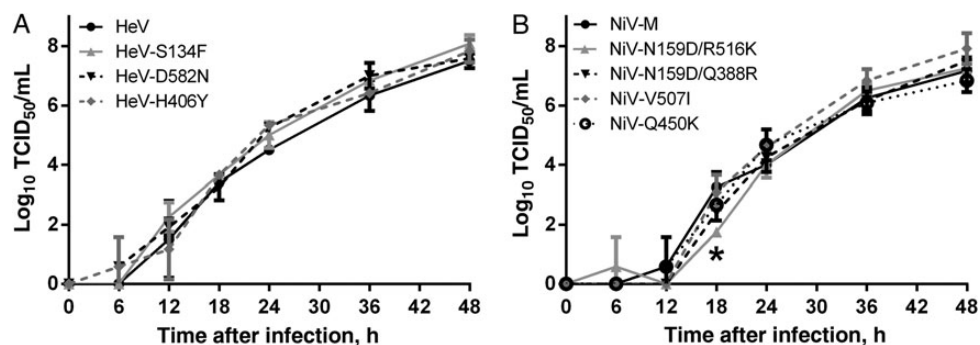 A
HeV
HeV-S134F
HeV-D582N
HeV-H406Y
Log10 TCID50/mL
8
6
4
2
0
0 6 12 18 24 30 36 42 48
Time after infection, h
B
NiV-M
NiV-N159D/R516K
NiV-N159D/Q388R
NiV-V507I
NiV-Q450K
Log10 TCID50/mL
8
6
4
2
0
*
0 6 12 18 24 30 36 42 48
Time after infection, h